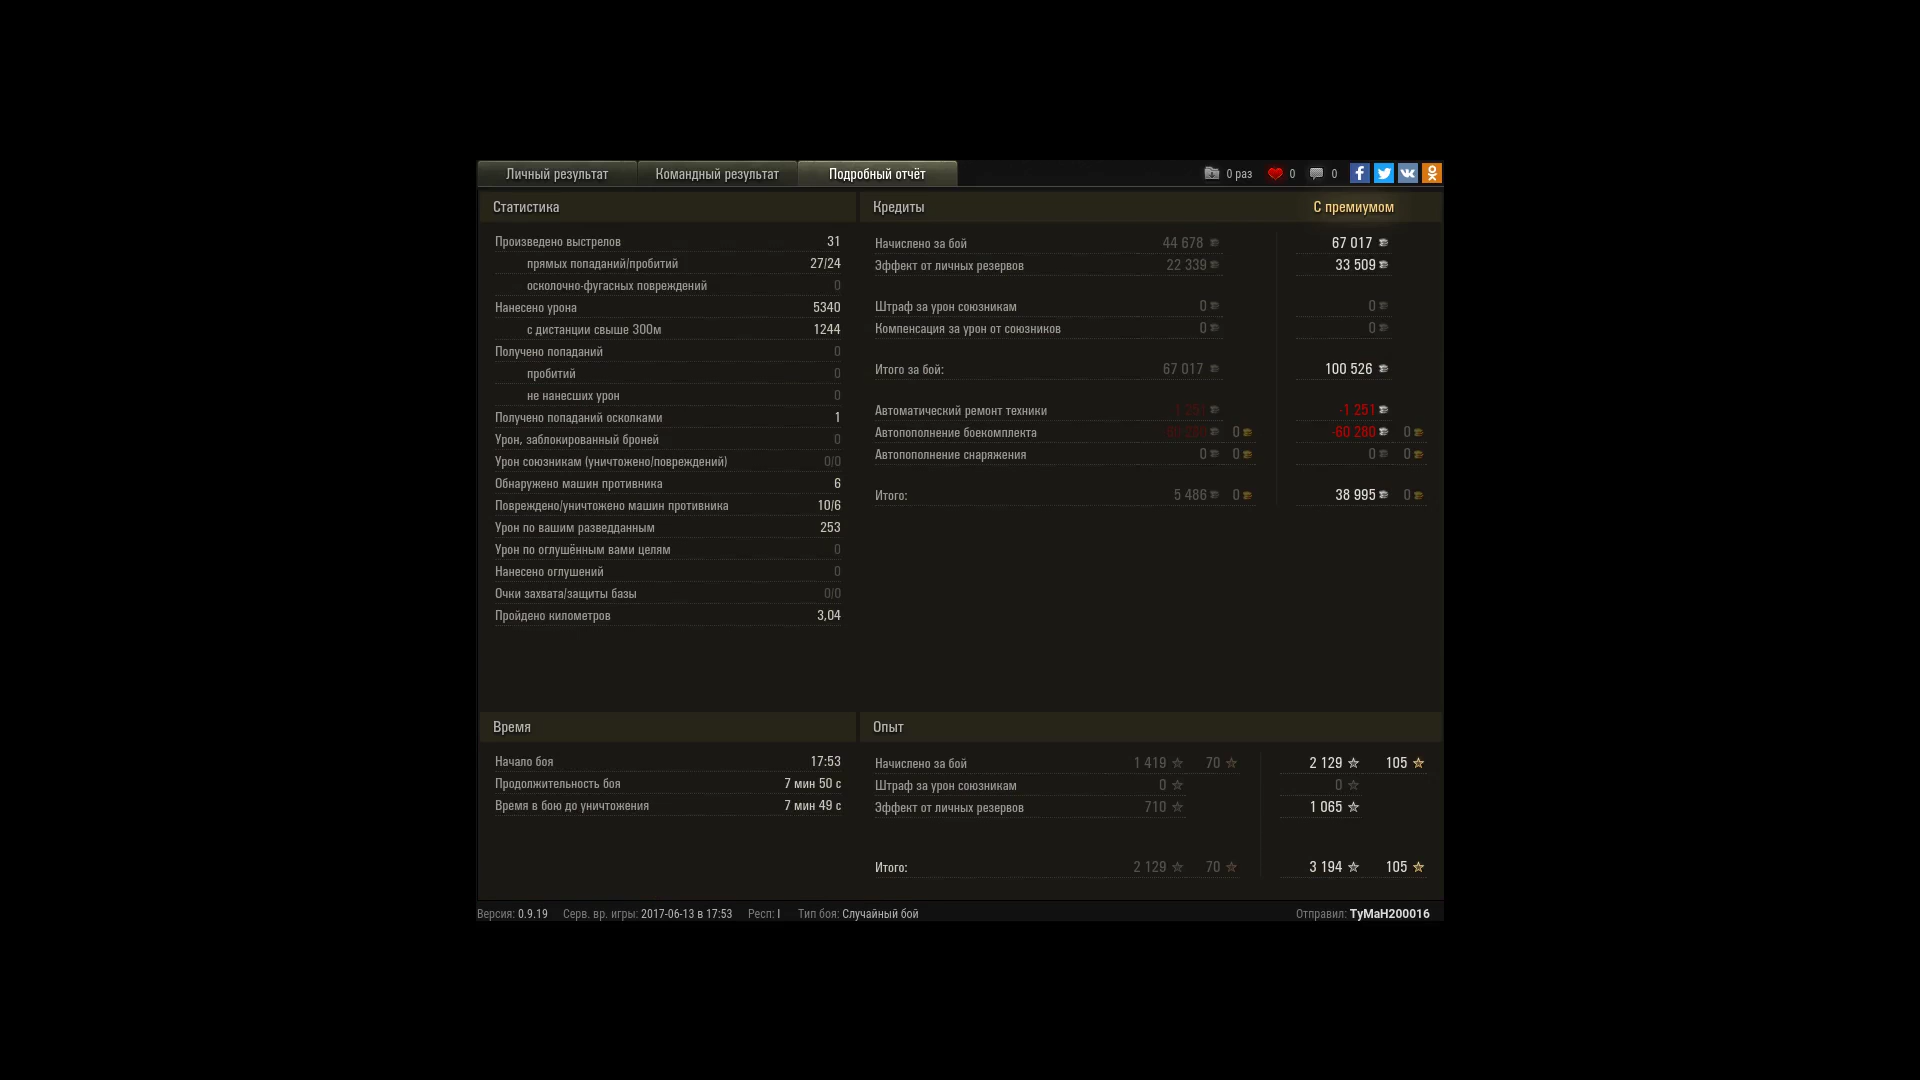 Личный результат Командный результат Подробный отчёт 0 раз 0 0
Статистика
Произведено выстрелов 31
прямых попаданий/пробитий 27/24
осколочно-фугасных повреждений 0
Нанесено урона 5340
с дистанции свыше 300м 1244
Получено попаданий 0
пробитий 0
не нанесших урон 0
Получено попаданий осколками 1
Урон, заблокированный броней 0
Урон союзникам (уничтожено/повреждений) 0/0
Обнаружено машин противника 6
Повреждено/уничтожено машин противника 10/6
Урон по вашим разведданным 253
Урон по оглушённым вами целям 0
Нанесено оглушений 0
Очки захвата/защиты базы 0/0
Пройдено километров 3,04
Кредиты С премиумом
Начислено за бой 44 678 67 017
Эффект от личных резервов 22 339 33 509
Штраф за урон союзникам 0 0
Компенсация за урон от союзников 0 0
Итого за бой: 67 017 100 526
Автоматический ремонт техники -1 251 -1 251
Автопополнение боекомплекта -60 280 0 -60 280 0
Автопополнение снаряжения 0 0 0 0
Итого: 5 486 0 38 995 0
Время
Начало боя 17:53
Продолжительность боя 7 мин 50 с
Время в бою до уничтожения 7 мин 49 с
Опыт
Начислено за бой 1 419 70 2 129 105
Штраф за урон союзникам 0 0
Эффект от личных резервов 710 1 065
Итого: 2 129 70 3 194 105
Версия: 0.9.19 Серв. вр. игры: 2017-06-13 в 17:53 Респ: I Тип боя: Случайный бой Отправил: TyMaH200016